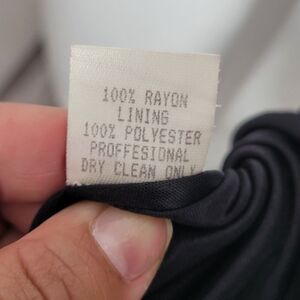 100% RAYON
LINING
100% POLYESTER
PROFFESIONAL
DRY CLEAN ONLY